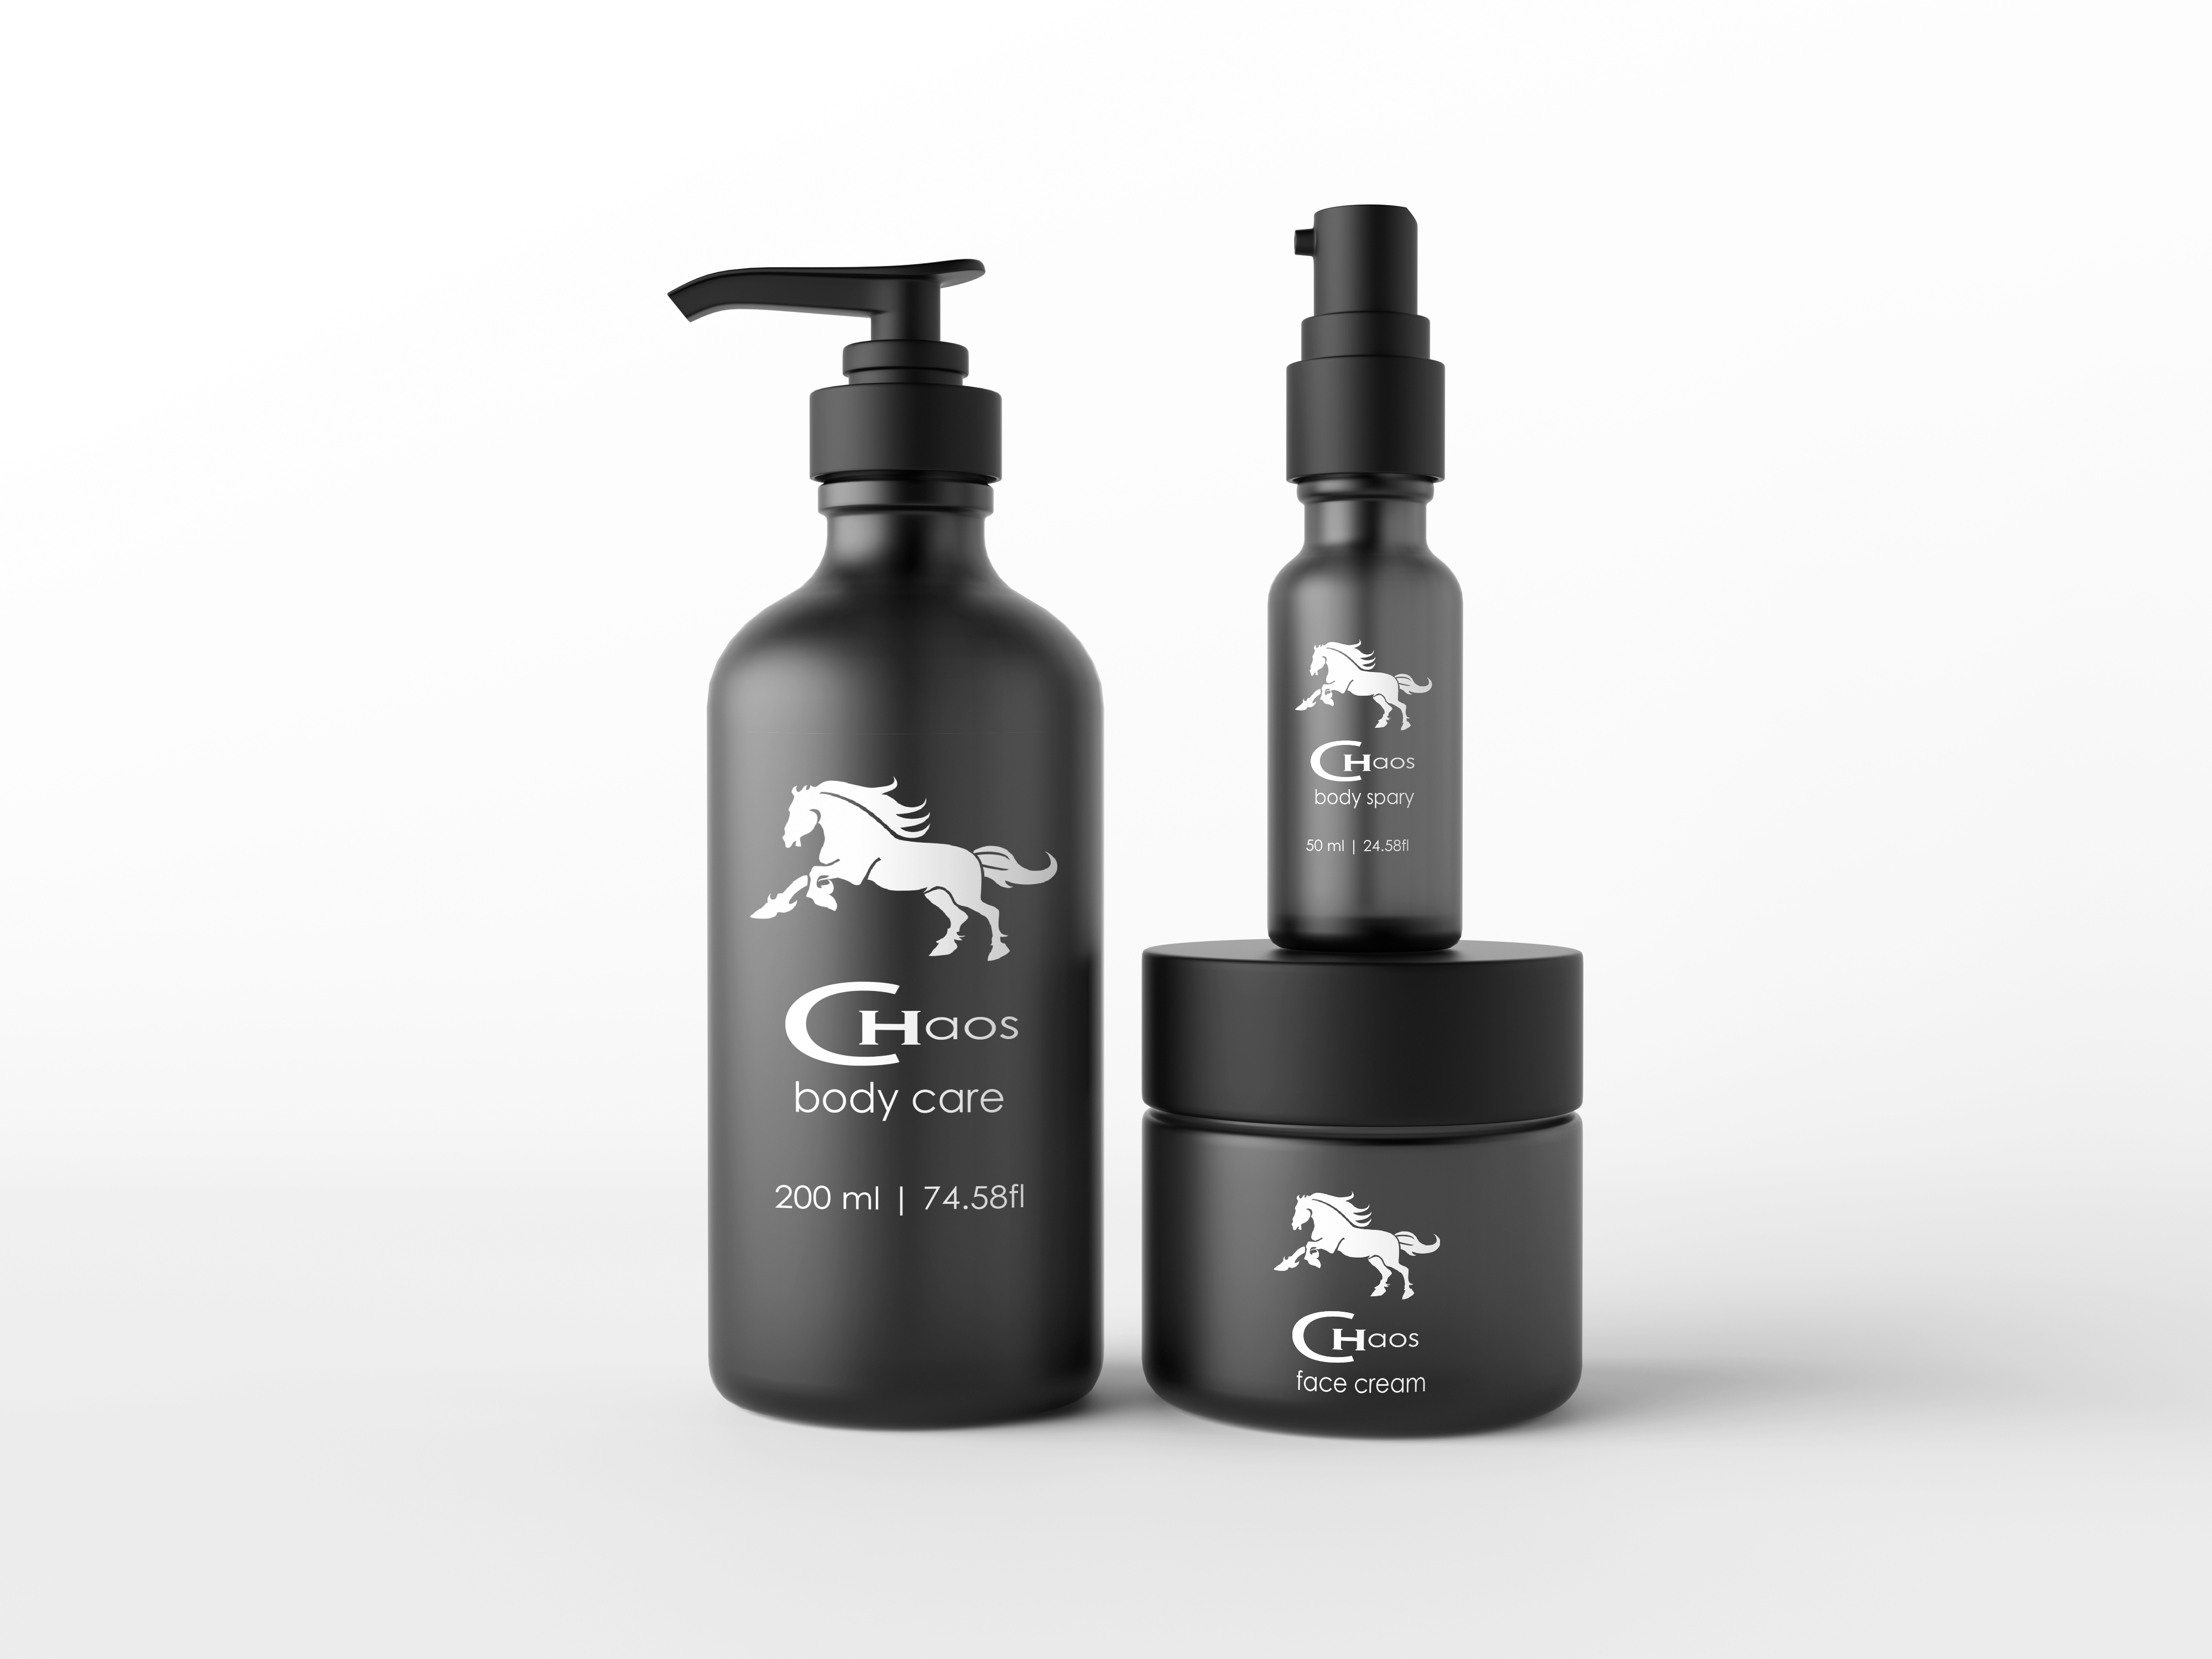 CHaos
body care
200 ml | 74.58fl
CHaos
body spary
50 ml | 24.58fl
CHaos
face cream